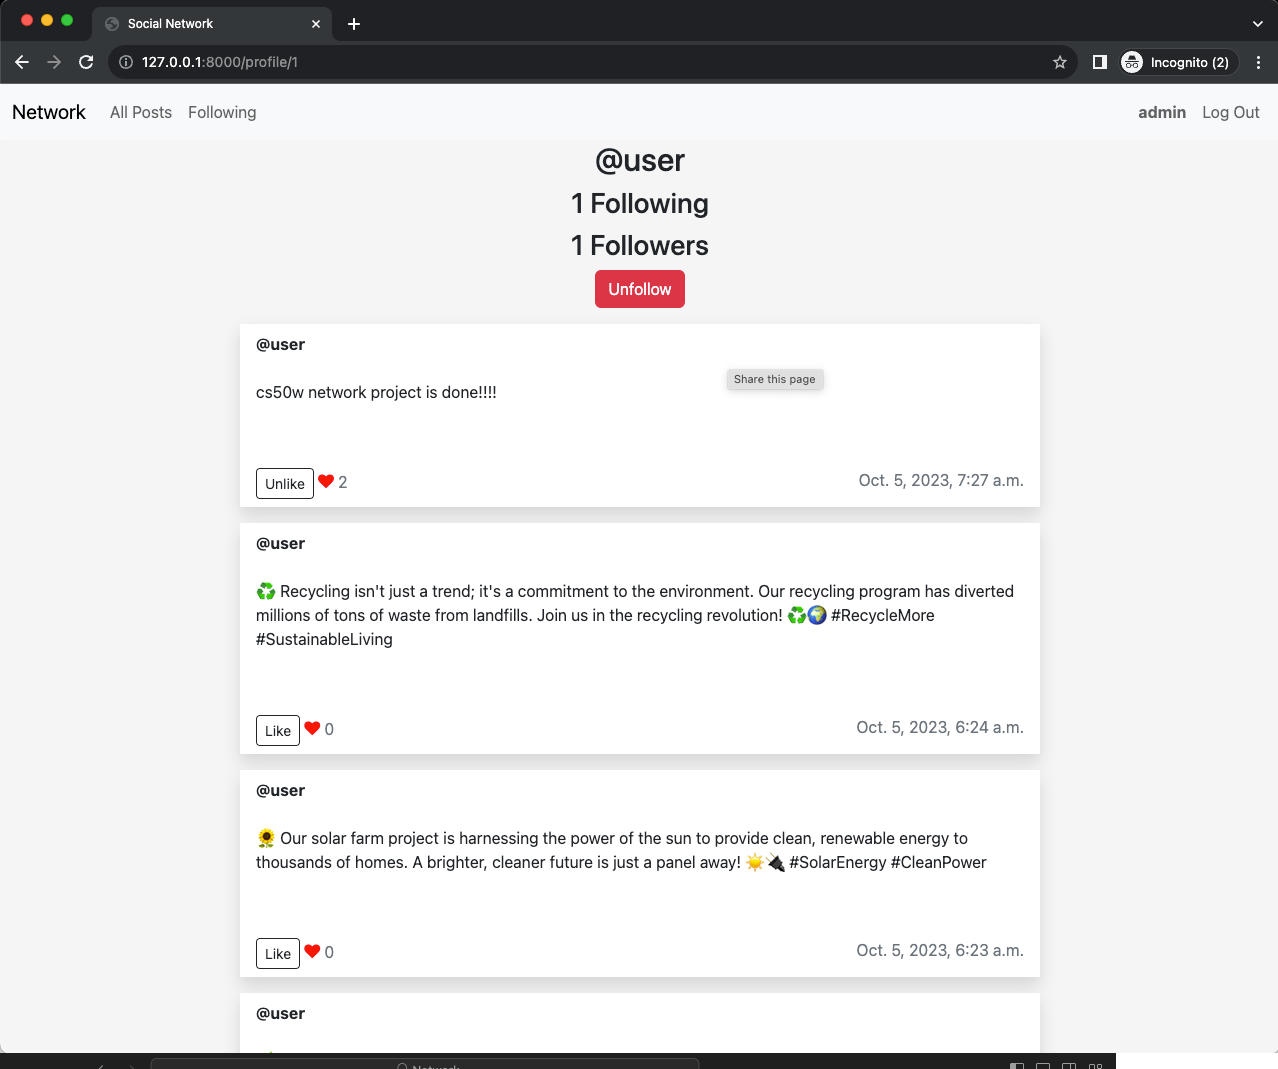 Social Network
127.0.0.1:8000/profile/1
Incognito (2)
Network All Posts Following admin Log Out
@user
1 Following
1 Followers
Unfollow
@user
Share this page
cs50w network project is done!!!!
Unlike ❤ 2 Oct. 5, 2023, 7:27 a.m.
@user
♻️ Recycling isn't just a trend; it's a commitment to the environment. Our recycling program has diverted
millions of tons of waste from landfills. Join us in the recycling revolution! ♻️🌍 #RecycleMore
#SustainableLiving
Like ❤ 0 Oct. 5, 2023, 6:24 a.m.
@user
🌻 Our solar farm project is harnessing the power of the sun to provide clean, renewable energy to
thousands of homes. A brighter, cleaner future is just a panel away! ☀️🔌 #SolarEnergy #CleanPower
Like ❤ 0 Oct. 5, 2023, 6:23 a.m.
@user
Network